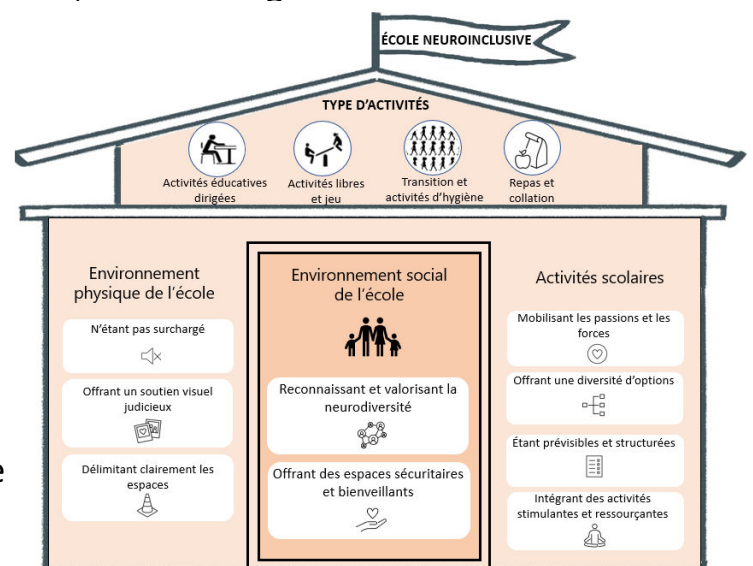 ÉCOLE NEUROINCLUSIVE
TYPE D'ACTIVITÉS
Activités éducatives
dirigées
Activités libres
et jeu
Transition et
activités d'hygiène
Repas et
collation
Environnement
physique de l'école
N'étant pas surchargé
Offrant un soutien visuel
judicieux
Délimitant clairement les
espaces
Environnement social
de l'école
Reconnaissant et valorisant la
neurodiversité
Offrant des espaces sécuritaires
et bienveillants
Activités scolaires
Mobilisant les passions et les
forces
Offrant une diversité d'options
Étant prévisibles et structurées
Intégrant des activités
stimulantes et ressourçantes
e